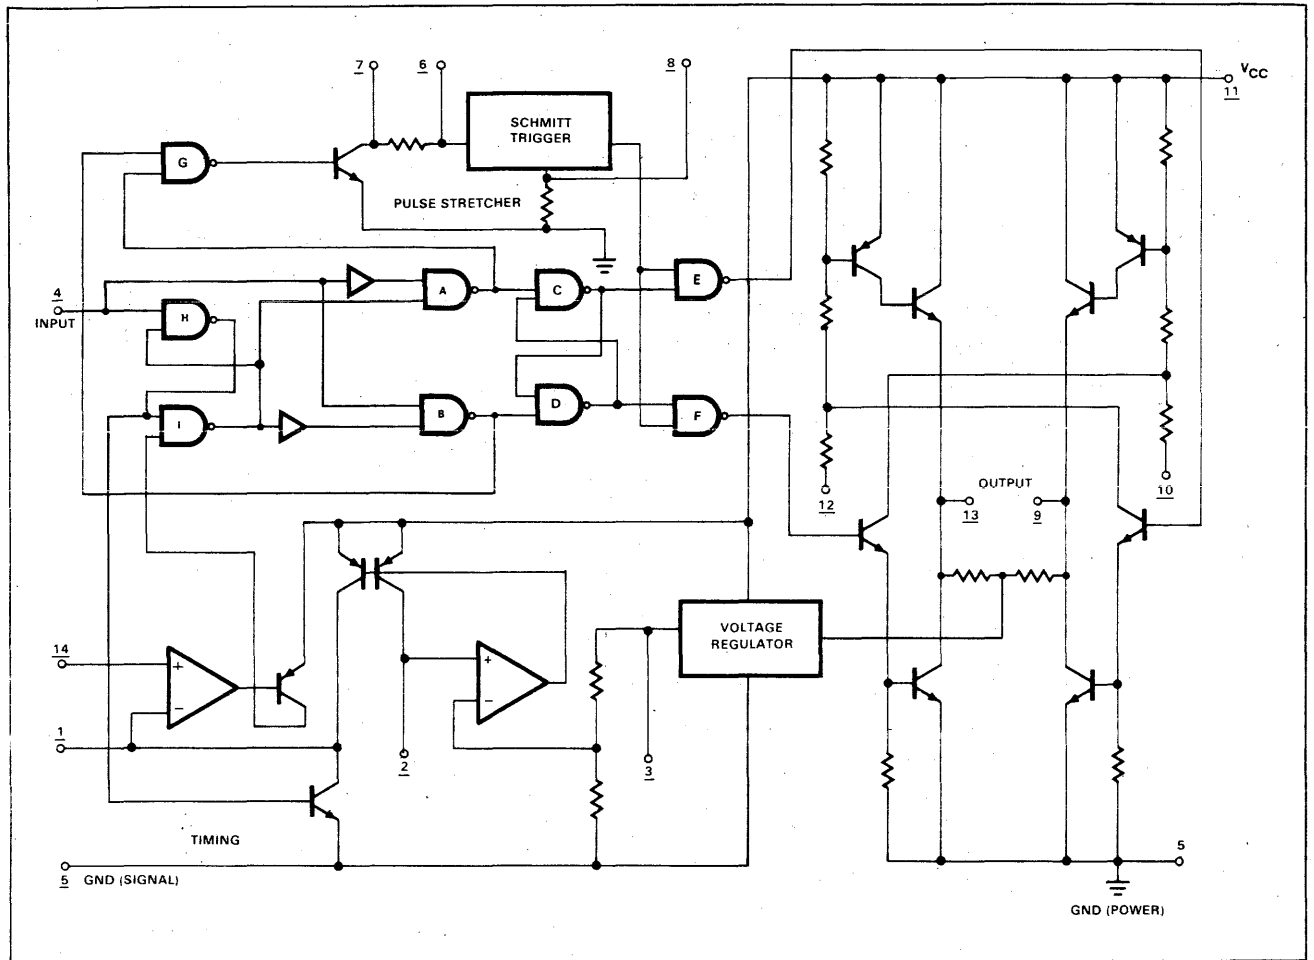 7
6
8
VCC
11
SCHMITT
TRIGGER
G
PULSE STRETCHER
4
INPUT
H
A
C
E
I
B
D
F
12
OUTPUT
13
9
10
14
1
2
3
VOLTAGE
REGULATOR
+
−
+
−
TIMING
5 GND (SIGNAL)
5
GND (POWER)